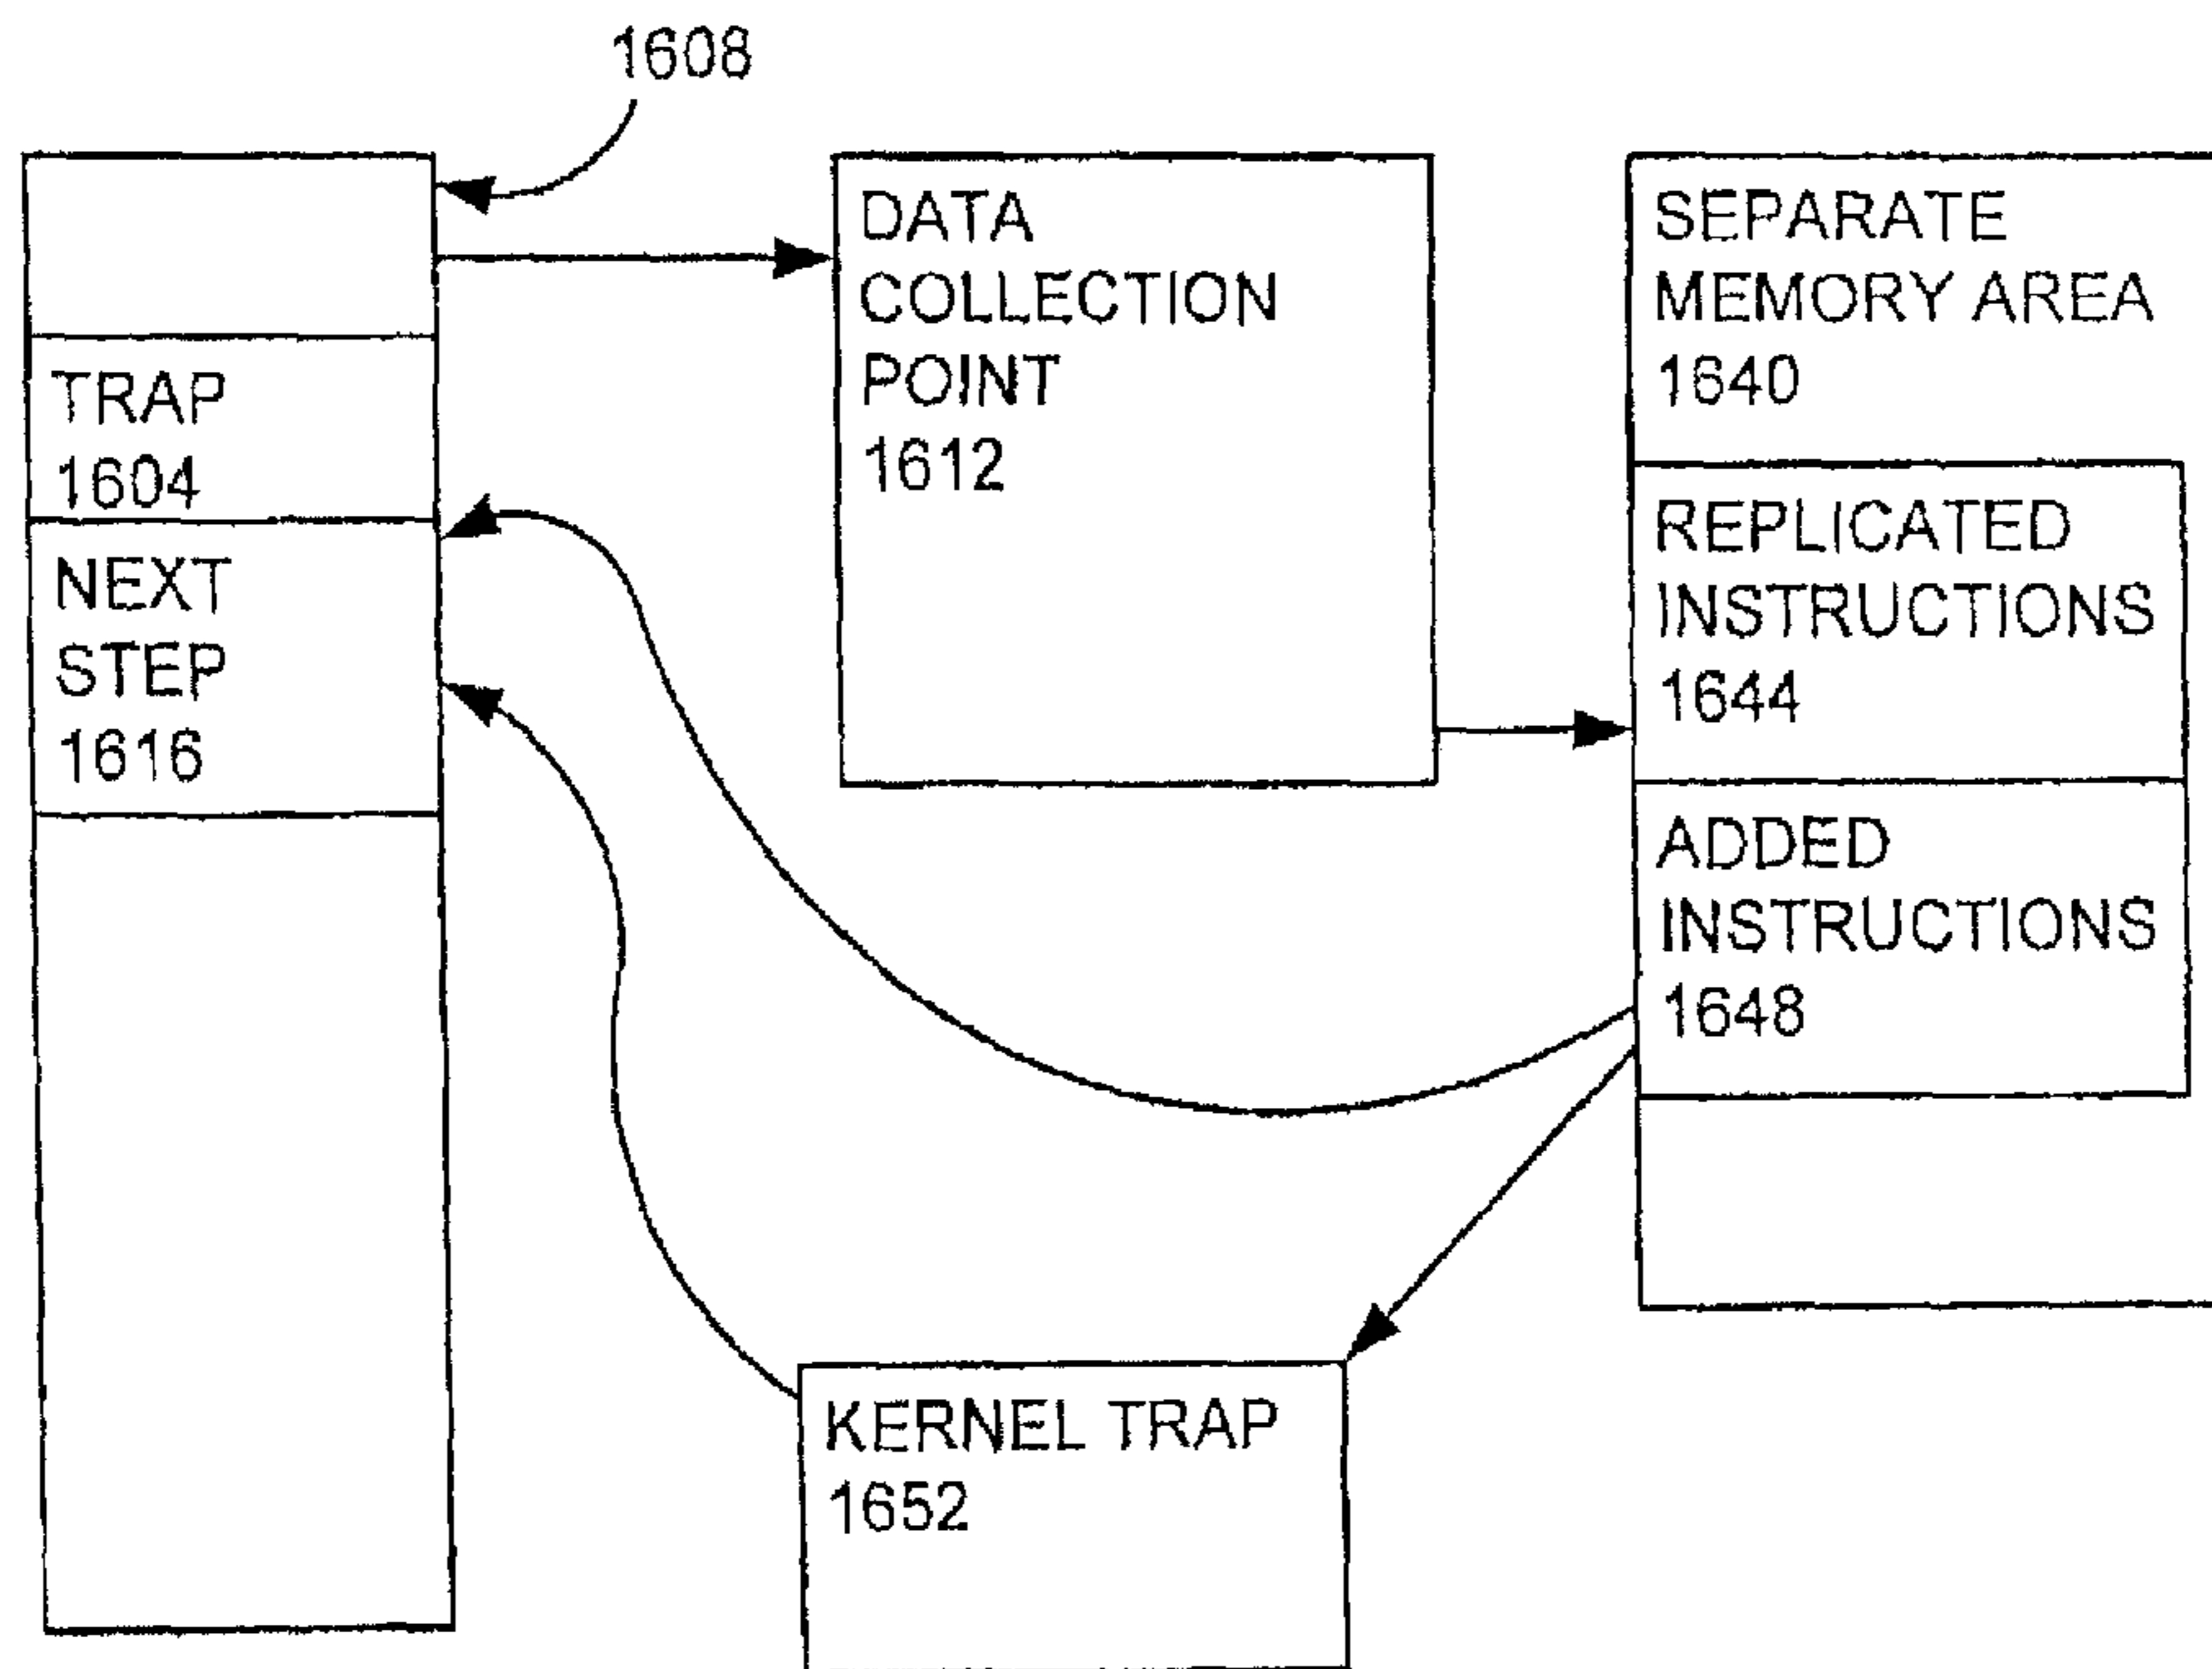 1608
TRAP
1604
NEXT
STEP
1616
DATA
COLLECTION
POINT
1612
SEPARATE
MEMORY AREA
1640
REPLICATED
INSTRUCTIONS
1644
ADDED
INSTRUCTIONS
1648
KERNEL TRAP
1652